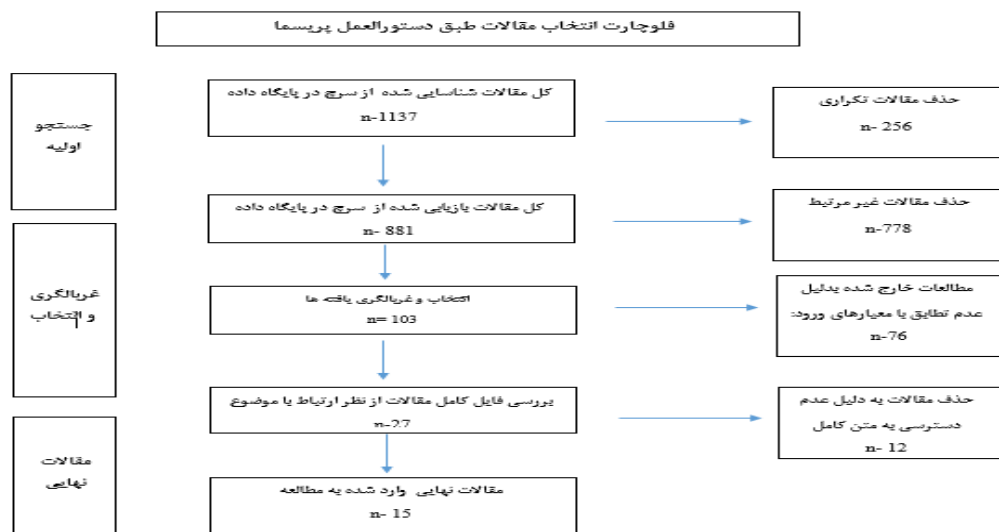 فلوچارت انتخاب مقالات طبق دستورالعمل پریسما
جستجو
اولیه
کل مقالات شناسایی شده از سرچ در پایگاه داده
n-1137
حذف مقالات تکراری
n- 256
کل مقالات بازیابی شده از سرچ در پایگاه داده
n- 881
حذف مقالات غیر مرتبط
n-778
غربالگری
و انتخاب
انتخاب و غربالگری یافته ها
n= 103
مطالعات خارج شده بدلیل
عدم تطابق با معیارهای ورود:
n-76
بررسی فایل کامل مقالات از نظر ارتباط با موضوع
n-27
حذف مقالات به دلیل عدم
دسترسی به متن کامل
n- 12
مقالات
نهایی
مقالات نهایی وارد شده به مطالعه
n- 15